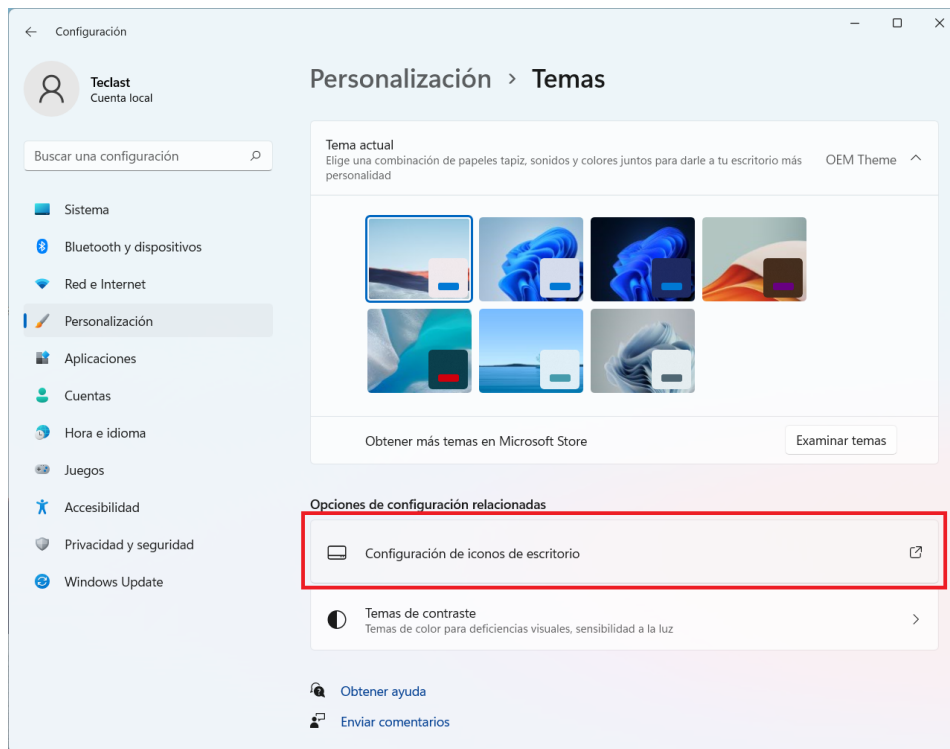 Configuración
Teclast
Cuenta local
Buscar una configuración
Sistema
Bluetooth y dispositivos
Red e Internet
Personalización
Aplicaciones
Cuentas
Hora e idioma
Juegos
Accesibilidad
Privacidad y seguridad
Windows Update
Personalización > Temas
Tema actual
Elige una combinación de papeles tapiz, sonidos y colores juntos para darle a tu escritorio más
personalidad
OEM Theme
Obtener más temas en Microsoft Store
Examinar temas
Opciones de configuración relacionadas
Configuración de iconos de escritorio
Temas de contraste
Temas de color para deficiencias visuales, sensibilidad a la luz
Obtener ayuda
Enviar comentarios